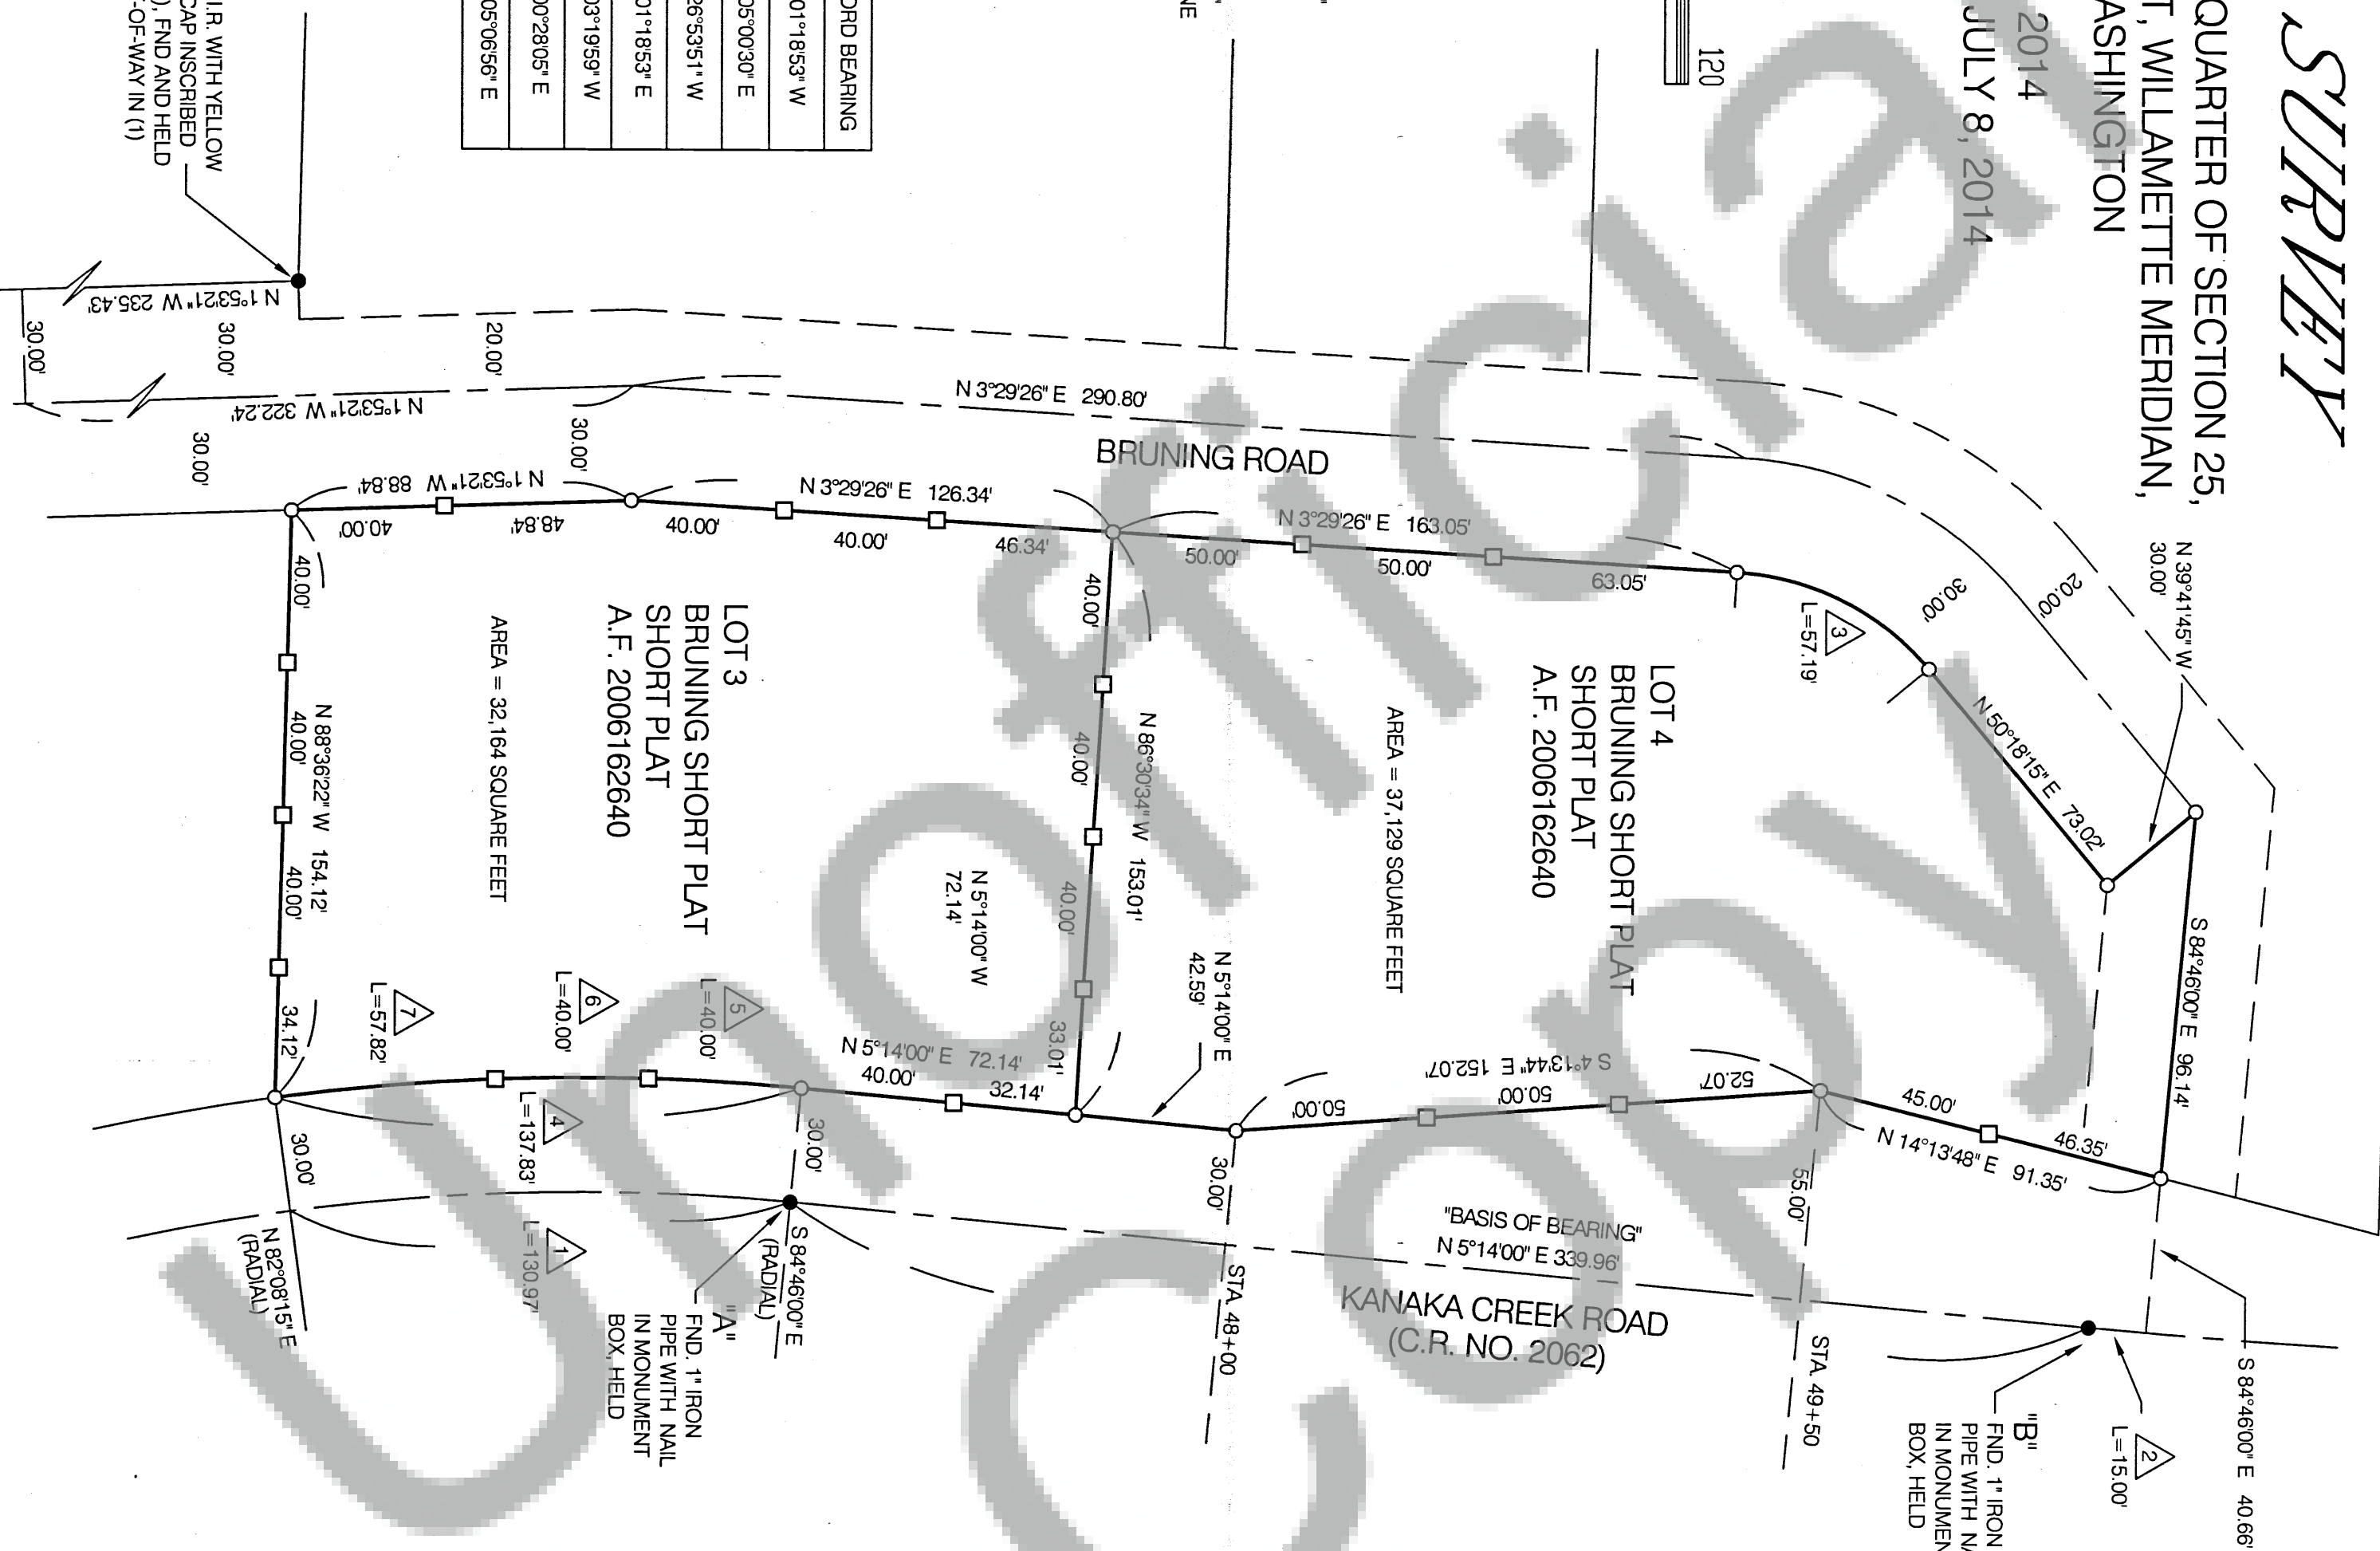 SURVEY
QUARTER OF SECTION 25,
T, WILLAMETTE MERIDIAN,
ASHINGTON
2014
JULY 8, 2014
120
NE
ORD BEARING
01°18'53" W
05°00'30" E
26°53'51" W
01°18'53" E
03°19'59" W
00°28'05" E
05°06'56" E
I.R. WITH YELLOW
CAP INSCRIBED
), FND AND HELD
-OF-WAY IN (1)
N 1°53'21" W 235.43'
30.00'
30.00'
20.00'
N 1°53'21" W 322.24'
30.00'
30.00'
N 3°29'26" E 290.80'
BRUNING ROAD
N 1°53'21" W 88.84'
40.00'
48.84'
N 3°29'26" E 126.34'
40.00'
40.00'
46.34'
N 3°29'26" E 163.05'
50.00'
50.00'
63.05'
3
L=57.19'
30.00'
20.00'
N 39°41'45" W
30.00'
N 50°18'15" E 73.02'
S 84°46'00" E 96.14'
LOT 4
BRUNING SHORT PLAT
SHORT PLAT
A.F. 2006162640
AREA = 37,129 SQUARE FEET
LOT 3
BRUNING SHORT PLAT
SHORT PLAT
A.F. 2006162640
AREA = 32,164 SQUARE FEET
N 86°30'34" W 153.01'
40.00'
40.00'
40.00'
33.01'
N 88°36'22" W 154.12'
40.00'
40.00'
40.00'
34.12'
N 5°14'00" W
72.14'
N 5°14'00" E
42.59'
7
L=57.82'
6
L=40.00'
5
L=40.00'
N 5°14'00" E 72.14'
40.00'
32.14'
S 4°13'44" E 152.07'
50.00'
50.00'
52.07'
45.00'
46.35'
N 14°13'48" E 91.35'
4
L=137.83'
1
L=130.97'
30.00'
30.00'
30.00'
55.00'
N 82°08'15" E
(RADIAL)
S 84°46'00" E
(RADIAL)
"A"
FND. 1" IRON
PIPE WITH NAIL
IN MONUMENT
BOX, HELD
STA. 48+00
"BASIS OF BEARING"
N 5°14'00" E 339.96'
KANAKA CREEK ROAD
(C.R. NO. 2062)
STA. 49+50
"B"
FND. 1" IRON
PIPE WITH NA
IN MONUMEN
BOX, HELD
2
L=15.00'
S 84°46'00" E 40.66'
Unofficial
Copy